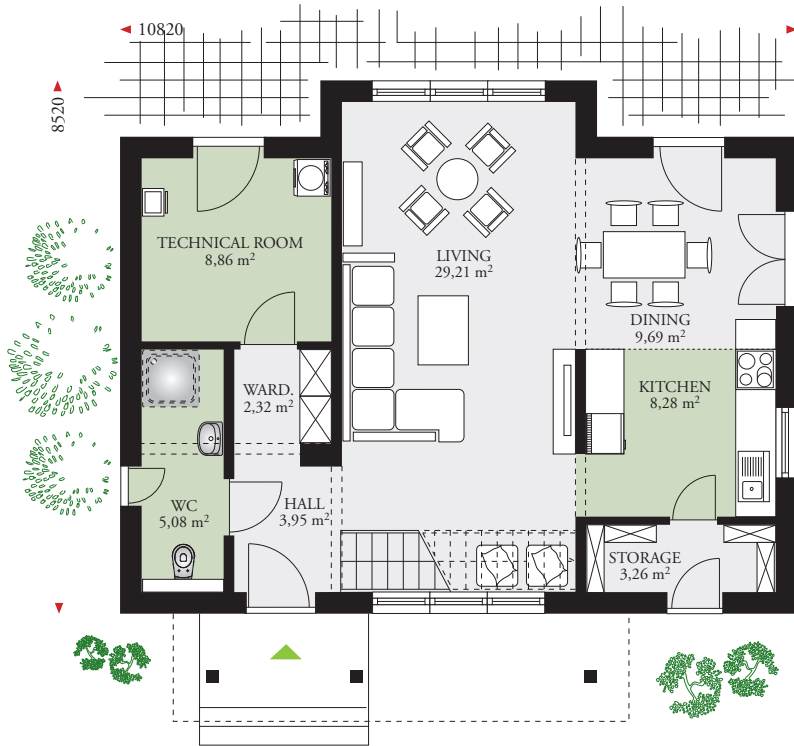 10820
8520
TECHNICAL ROOM
8,86 m²
LIVING
29,21 m²
DINING
9,69 m²
WARD.
2,32 m²
KITCHEN
8,28 m²
WC
5,08 m²
HALL
3,95 m²
STORAGE
3,26 m²